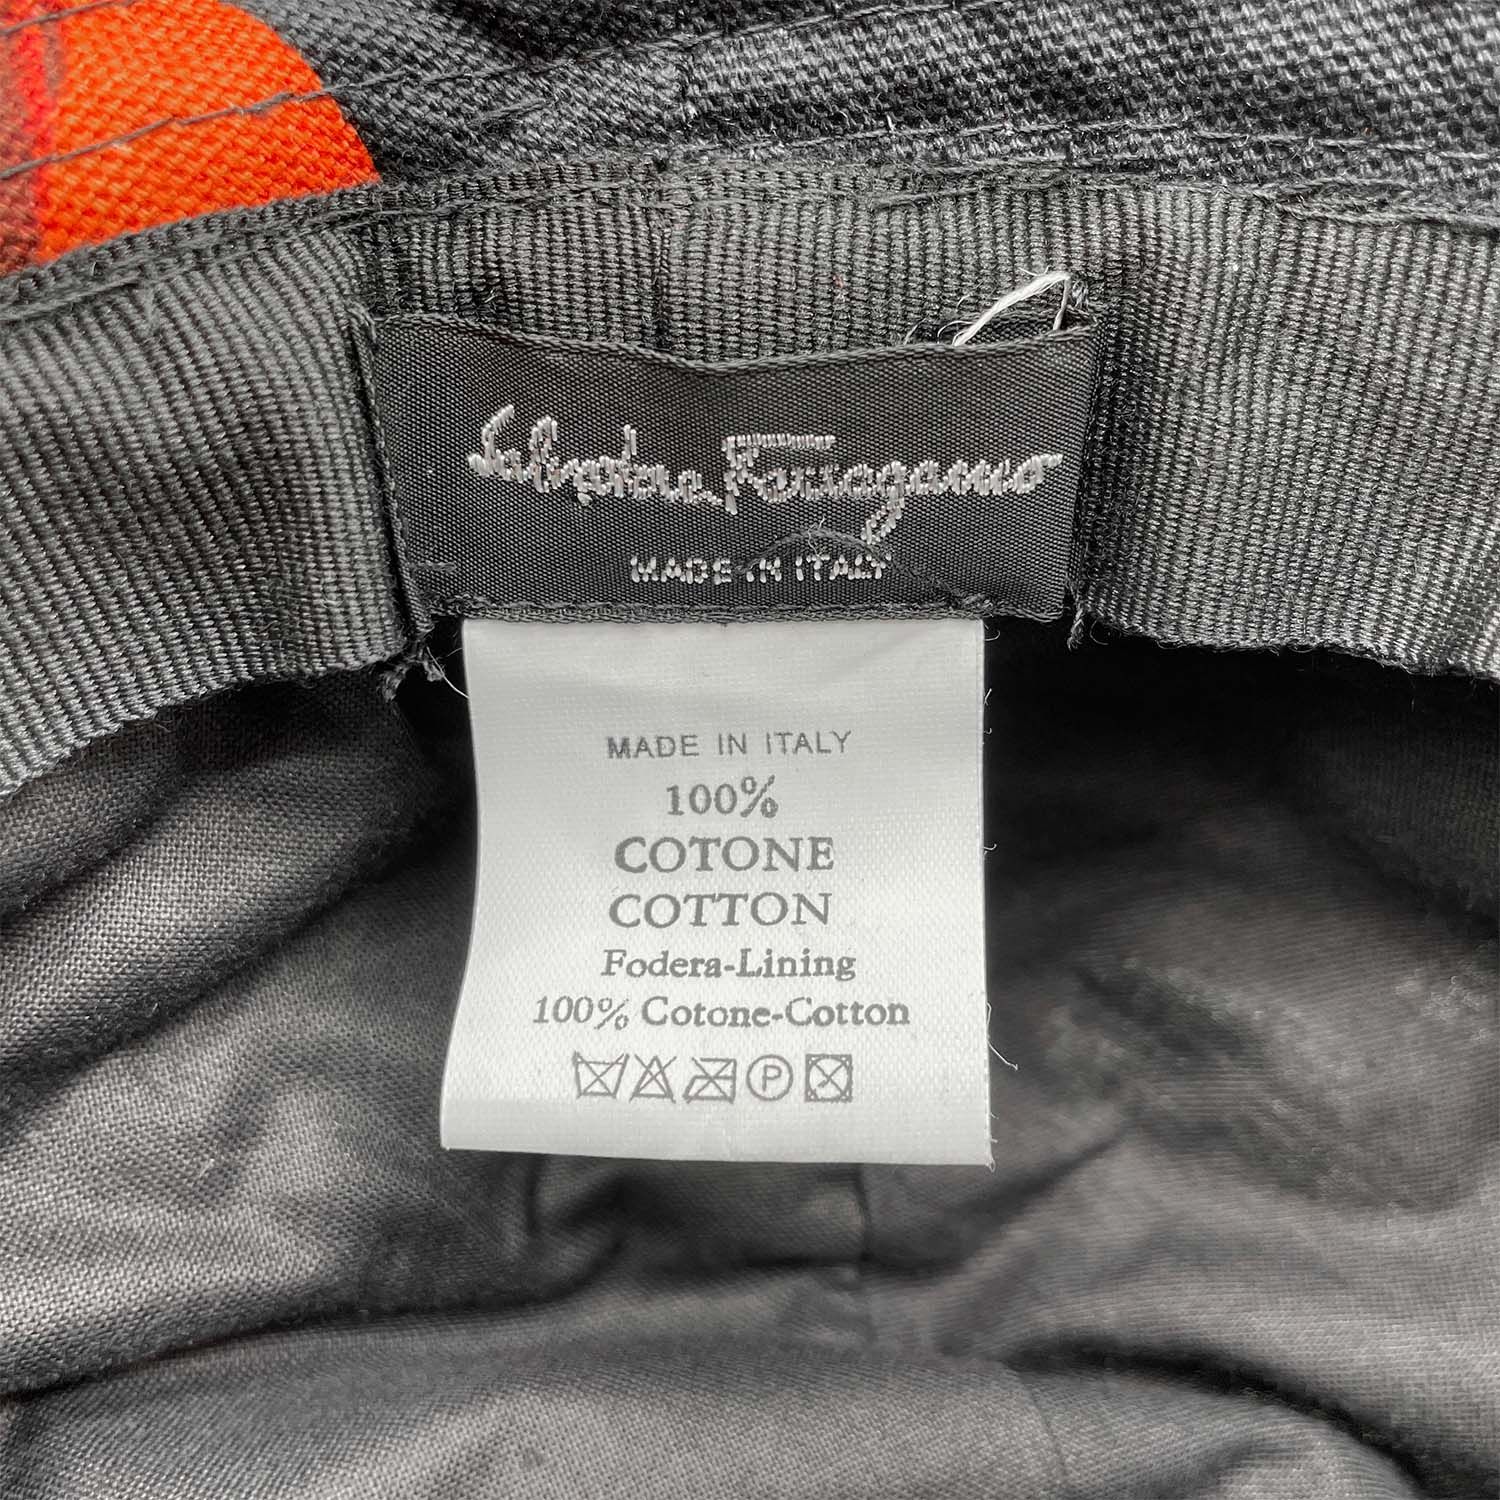 Salvatore Ferragamo
MADE IN ITALY
MADE IN ITALY
100%
COTONE
COTTON
Fodera-Lining
100% Cotone-Cotton
P